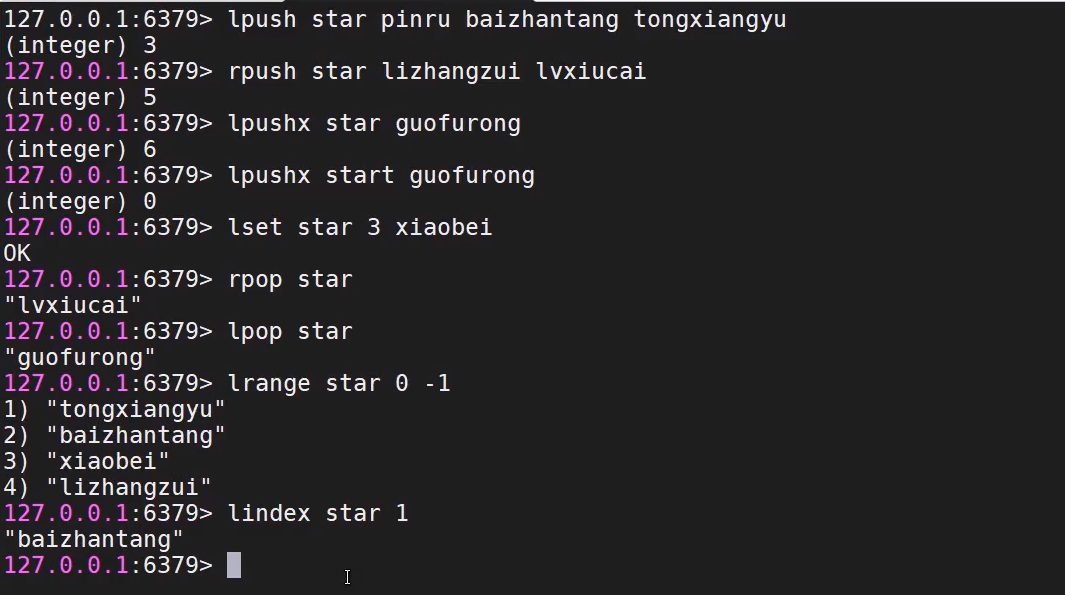 127.0.0.1:6379> lpush star pinru baizhantang tongxiangyu
(integer) 3
127.0.0.1:6379> rpush star lizhangzui lvxiucai
(integer) 5
127.0.0.1:6379> lpushx star guofurong
(integer) 6
127.0.0.1:6379> lpushx start guofurong
(integer) 0
127.0.0.1:6379> lset star 3 xiaobei
OK
127.0.0.1:6379> rpop star
"lvxiucai"
127.0.0.1:6379> lpop star
"guofurong"
127.0.0.1:6379> lrange star 0 -1
1) "tongxiangyu"
2) "baizhantang"
3) "xiaobei"
4) "lizhangzui"
127.0.0.1:6379> lindex star 1
"baizhantang"
127.0.0.1:6379>